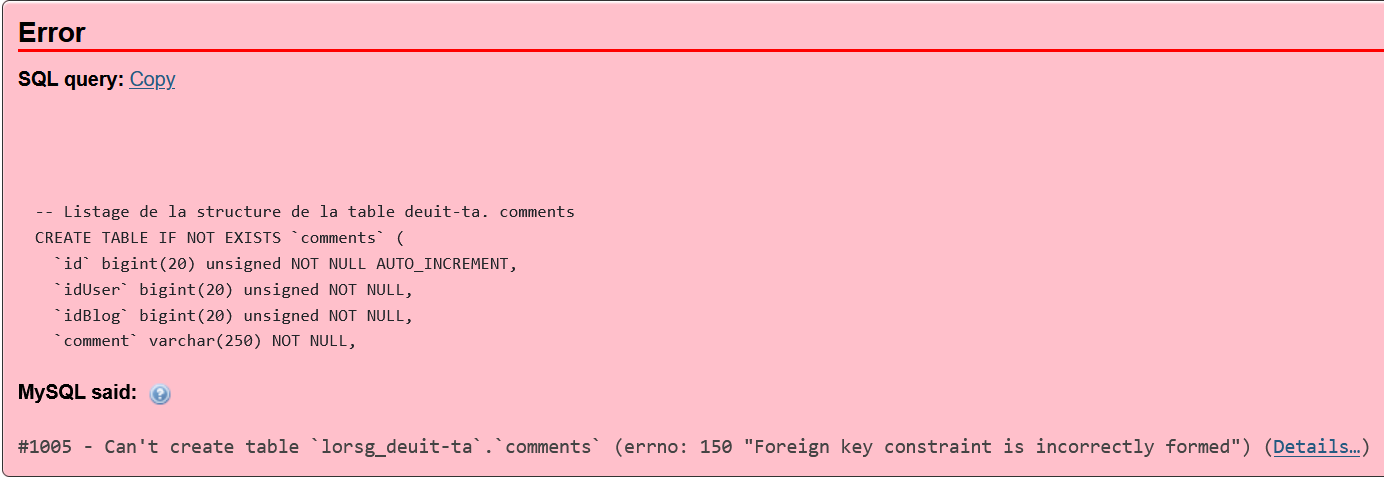 Error
SQL query: Copy
-- Listage de la structure de la table deuit-ta. comments
CREATE TABLE IF NOT EXISTS `comments` (
`id` bigint(20) unsigned NOT NULL AUTO_INCREMENT,
`idUser` bigint(20) unsigned NOT NULL,
`idBlog` bigint(20) unsigned NOT NULL,
`comment` varchar(250) NOT NULL,
MySQL said: ?
#1005 - Can't create table `lorsg_deuit-ta`.`comments` (errno: 150 "Foreign key constraint is incorrectly formed") (Details…)